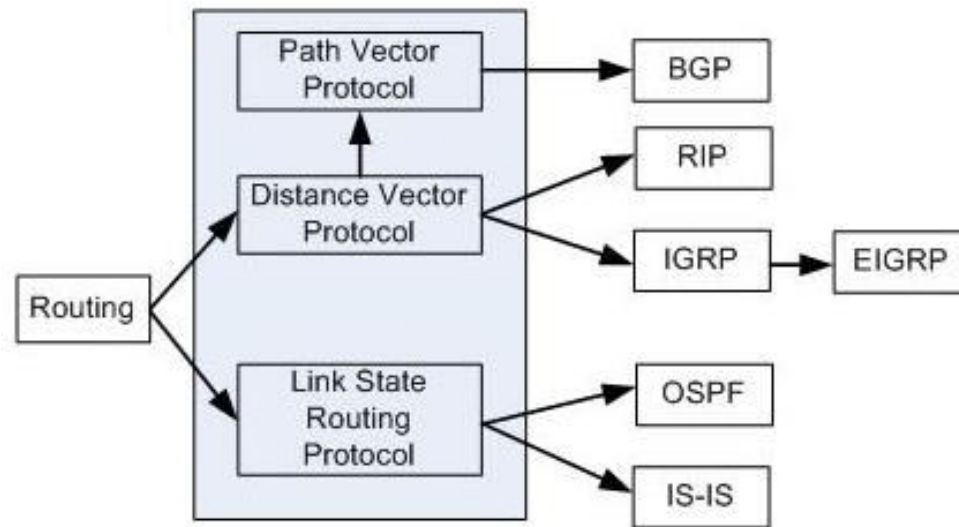 Path Vector
Protocol
BGP
RIP
Distance Vector
Protocol
IGRP
EIGRP
Routing
Link State
Routing
Protocol
OSPF
IS-IS